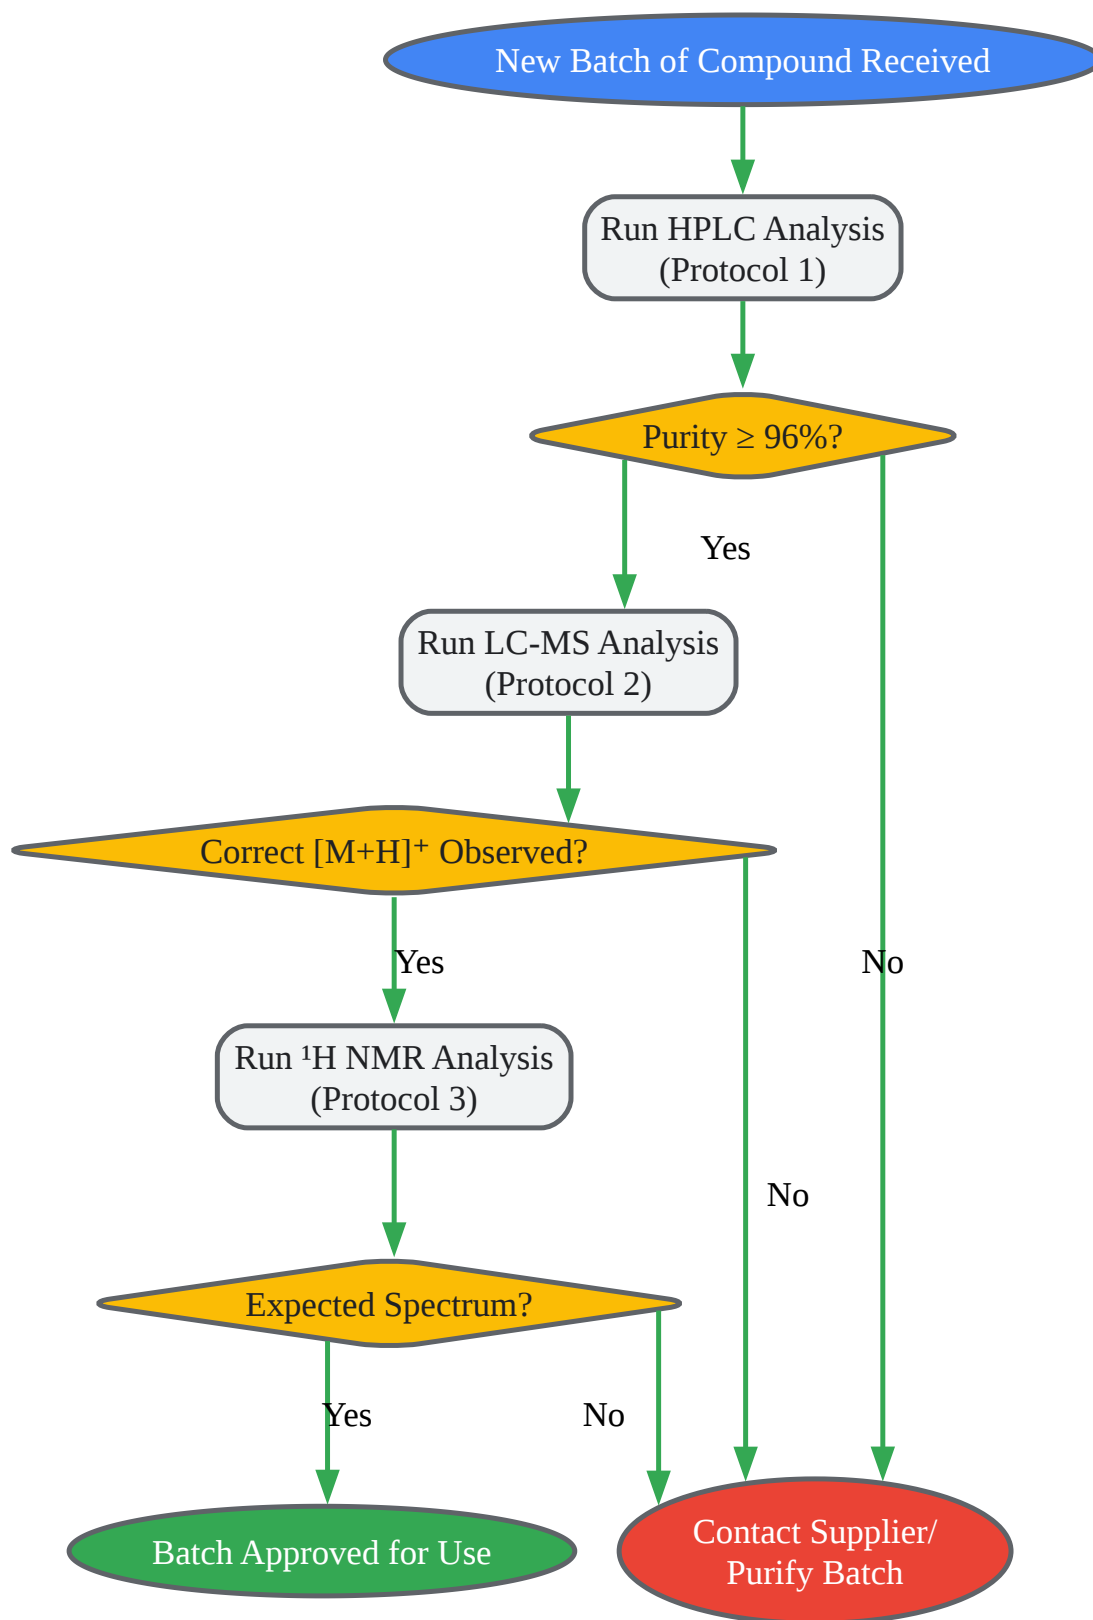 New Batch of Compound Received
Run HPLC Analysis
(Protocol 1)
Purity ≥ 96%?
Yes
Run LC-MS Analysis
(Protocol 2)
Correct [M+H]⁺ Observed?
Yes
No
Run ¹H NMR Analysis
(Protocol 3)
No
Expected Spectrum?
Yes
No
Batch Approved for Use
Contact Supplier/
Purify Batch